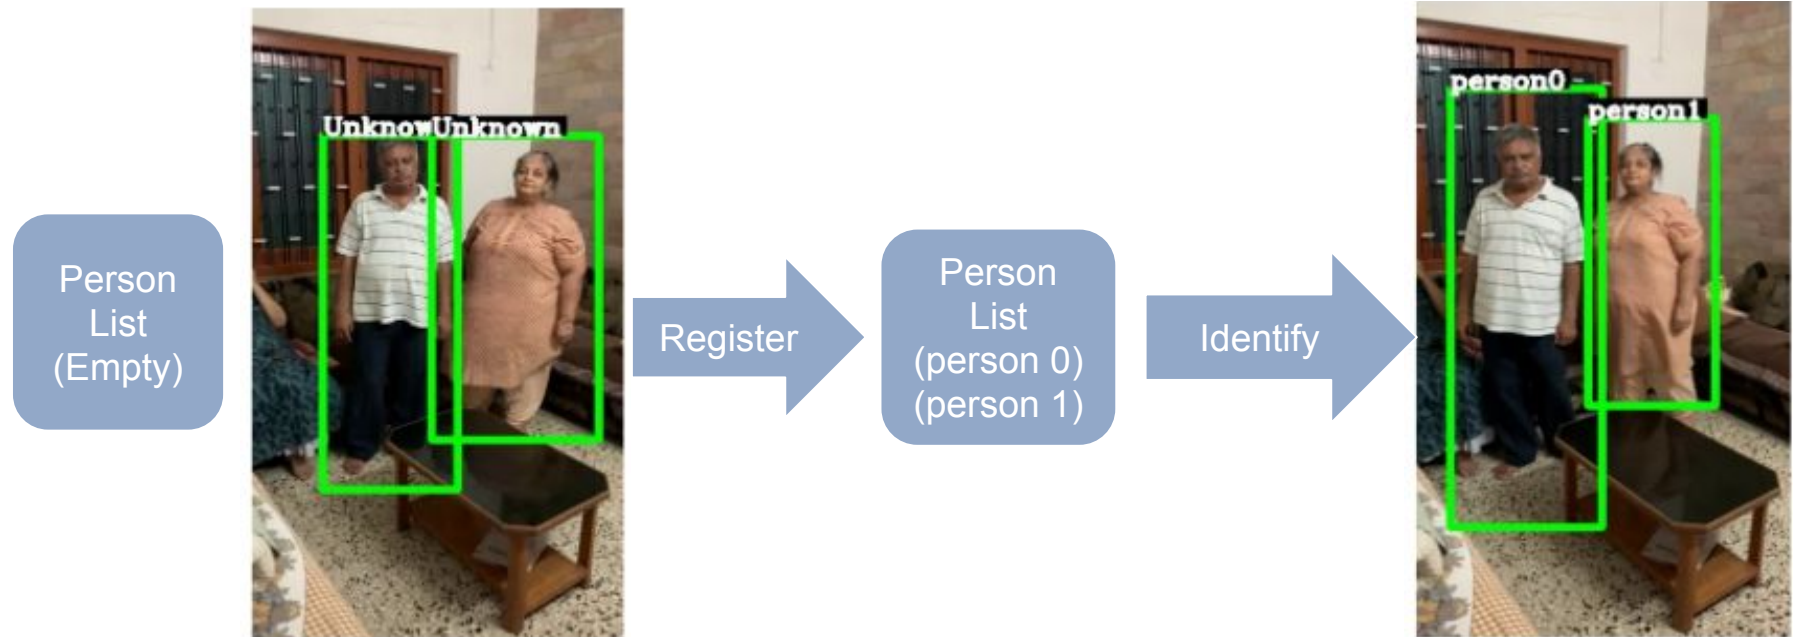 Person
List
(Empty)
UnknowUnknown
Register
Person
List
(person 0)
(person 1)
Identify
person0
person1